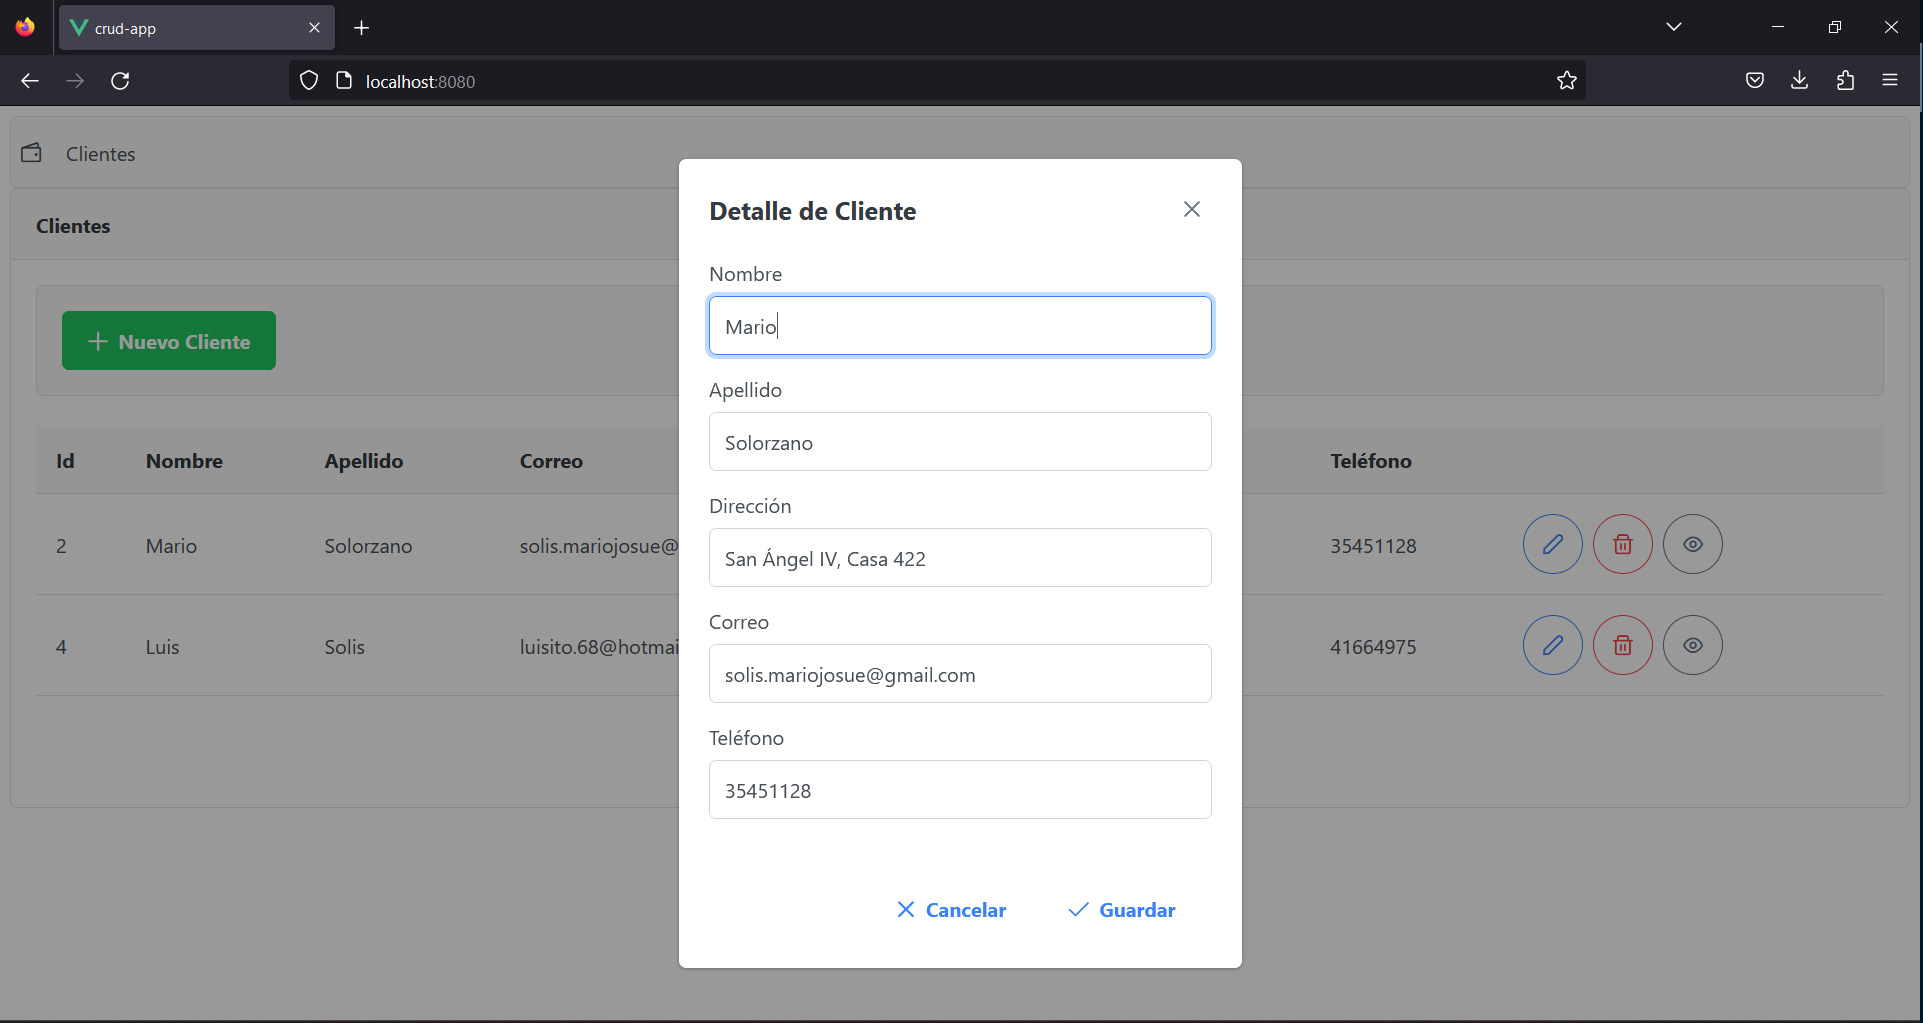 crud-app
localhost:8080
Clientes
Clientes
Nuevo Cliente
Id Nombre Apellido Correo Teléfono
2 Mario Solorzano solis.mariojosue@ 35451128
4 Luis Solis luisito.68@hotmai 41664975
Detalle de Cliente
Nombre
Mario
Apellido
Solorzano
Dirección
San Ángel IV, Casa 422
Correo
solis.mariojosue@gmail.com
Teléfono
35451128
Cancelar Guardar